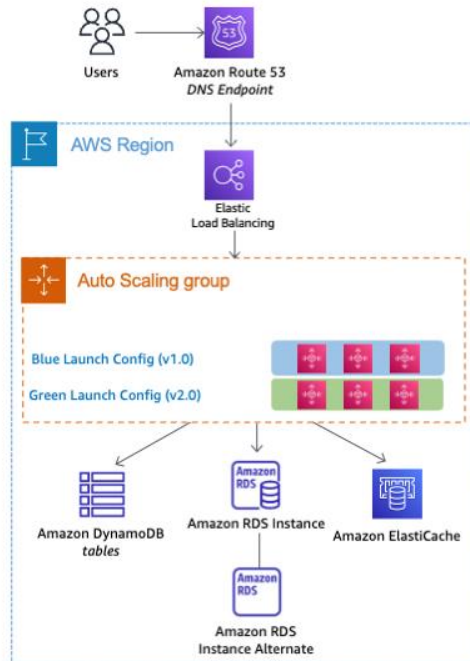 Users
53
Amazon Route 53
DNS Endpoint
AWS Region
Elastic
Load Balancing
Auto Scaling group
Blue Launch Config (v1.0)
Green Launch Config (v2.0)
Amazon DynamoDB
tables
Amazon
RDS
Amazon RDS Instance
Amazon ElastiCache
Amazon
RDS
Amazon RDS
Instance Alternate